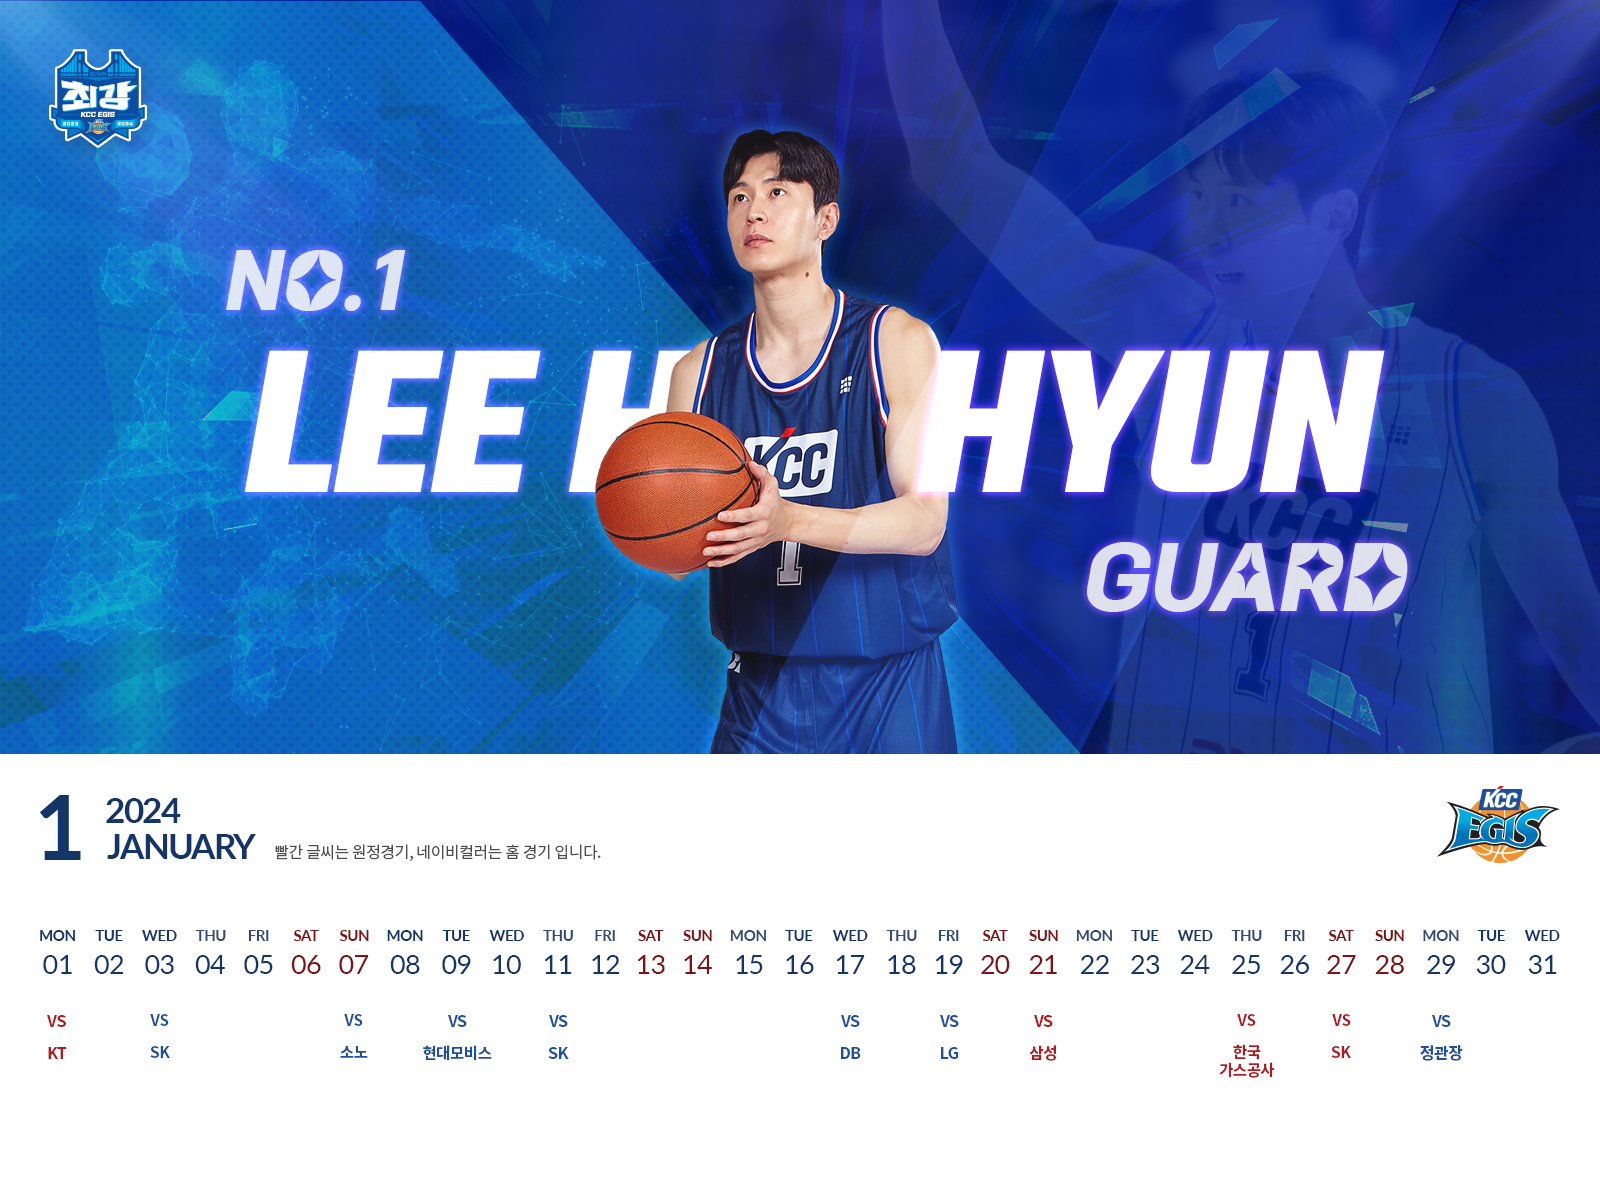 BUSAN
최강
KCC EGIS
2023 2024
NO.1
LEE H HYUN
KCC
1
GUARD
KCC
1
1 2024
JANUARY 빨간 글씨는 원정경기, 네이비컬러는 홈 경기 입니다.
KCC
EGIS
MON TUE WED THU FRI SAT SUN MON TUE WED THU FRI SAT SUN MON TUE WED THU FRI SAT SUN MON TUE WED THU FRI SAT SUN MON TUE WED
01 02 03 04 05 06 07 08 09 10 11 12 13 14 15 16 17 18 19 20 21 22 23 24 25 26 27 28 29 30 31
VS VS VS VS VS VS VS VS VS VS VS
KT SK 소노 현대모비스 SK DB LG 삼성 한국 SK 정관장
가스공사